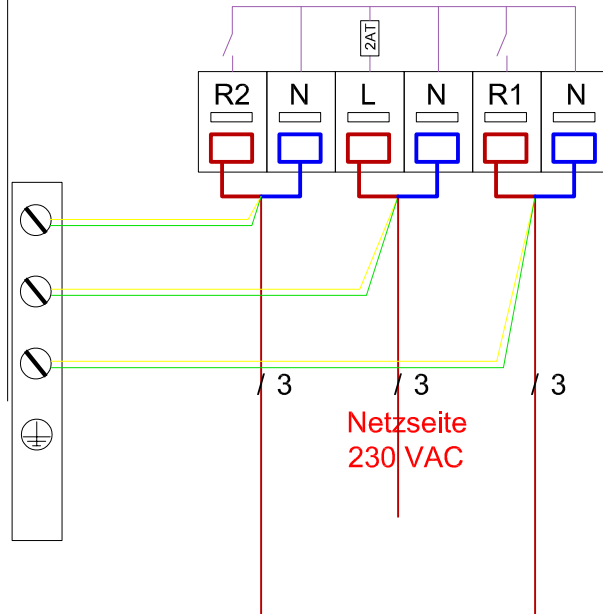 2AT
R2 N L N R1 N
/ 3 / 3 / 3
Netzseite
230 VAC